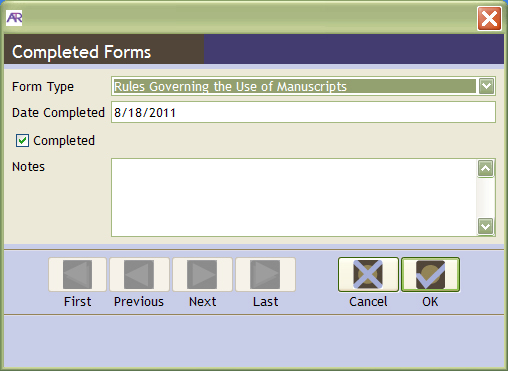 AR
Completed Forms
Form Type Rules Governing the Use of Manuscripts
Date Completed 8/18/2011
Completed
Notes
First Previous Next Last Cancel OK